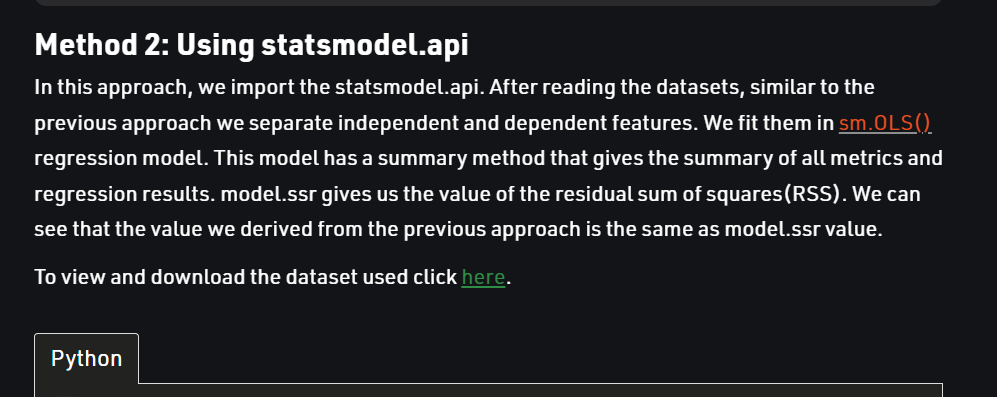 Method 2: Using statsmodel.api
In this approach, we import the statsmodel.api. After reading the datasets, similar to the
previous approach we separate independent and dependent features. We fit them in sm.OLS()
regression model. This model has a summary method that gives the summary of all metrics and
regression results. model.ssr gives us the value of the residual sum of squares(RSS). We can
see that the value we derived from the previous approach is the same as model.ssr value.
To view and download the dataset used click here.
Python